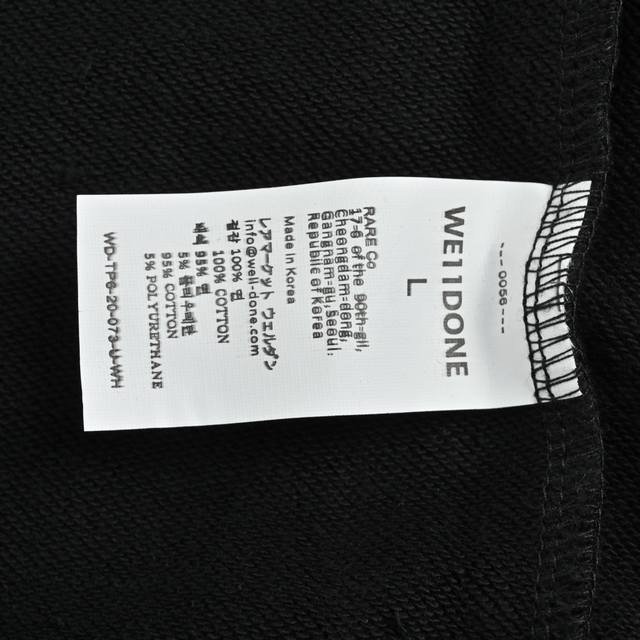 --- 0056 ---
WE11DONE
L
RARE Co
17-6 of the 90th-gil,
Cheongdam-dong,
Gangnam-gu, Seoul.
Republic of Korea
Made in Korea
レアマーケット ウェルダン
info@well-done.com
겉감 100% 면
100% COTTON
배색 95% 면
5% 폴리우레탄
95% COTTON
5% POLYURETHANE
WD-TP6-20-073-U-WH